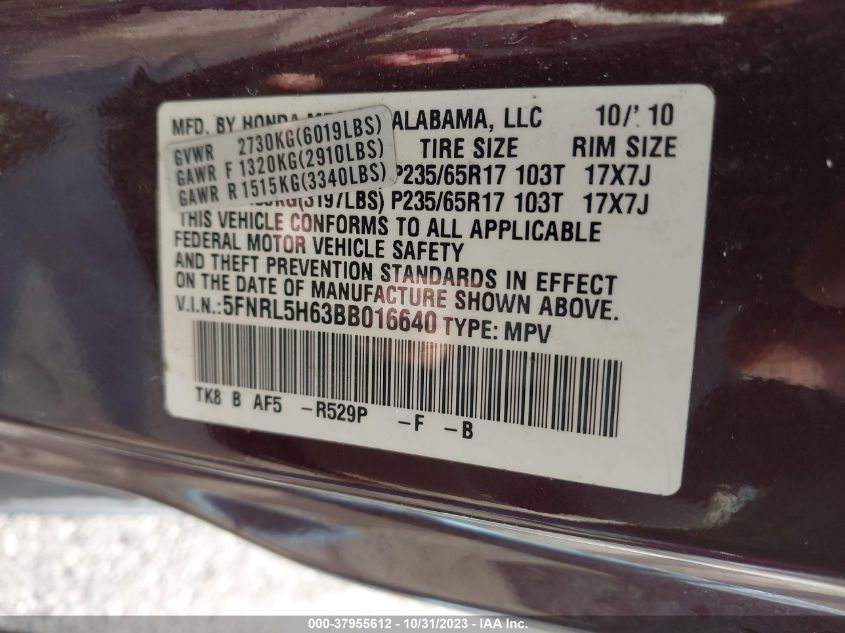 MFD. BY HONDA ALABAMA, LLC 10/'10
GVWR 2730KG(6019LBS)
GAWR F 1320KG(2910LBS) TIRE SIZE RIM SIZE
GAWR R 1515KG(3340LBS) P235/65R17 103T 17X7J
KG(3197LBS) P235/65R17 103T 17X7J
THIS VEHICLE CONFORMS TO ALL APPLICABLE
FEDERAL MOTOR VEHICLE SAFETY
AND THEFT PREVENTION STANDARDS IN EFFECT
ON THE DATE OF MANUFACTURE SHOWN ABOVE.
V.I.N.:5FNRL5H63BB016640 TYPE: MPV
TK8 B AF5 -R529P -F -B
000-37955612 - 10/31/2023 - IAA Inc.